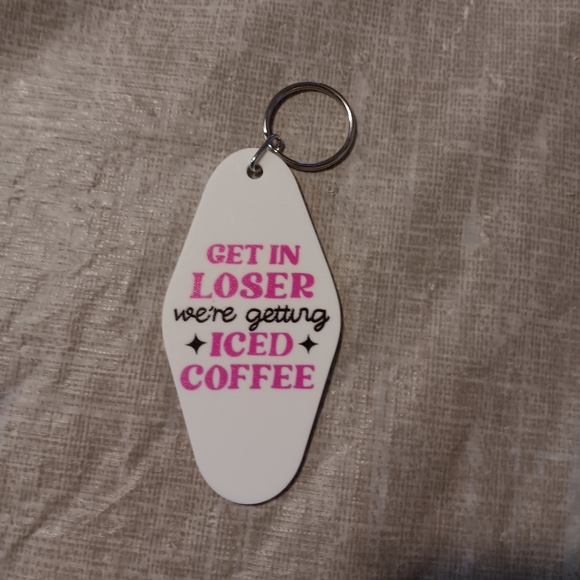 GET IN
LOSER
we're getting
ICED
COFFEE